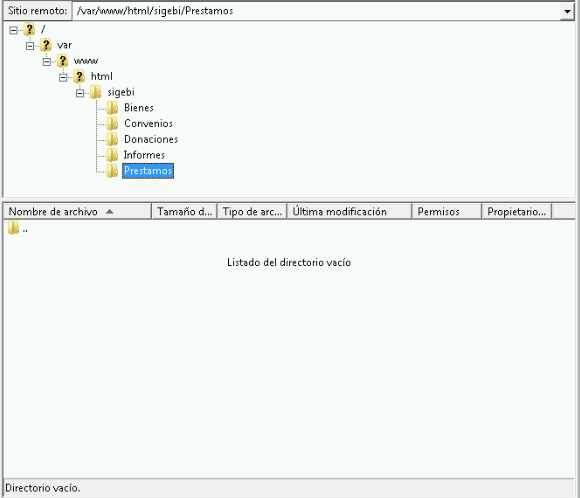 Sitio remoto: /var/www/html/sigebi/Prestamos
/
var
www
html
sigebi
Bienes
Convenios
Donaciones
Informes
Prestamos
Nombre de archivo Tamaño d... Tipo de arc... Última modificación Permisos Propietario...
..
Listado del directorio vacío
Directorio vacío.